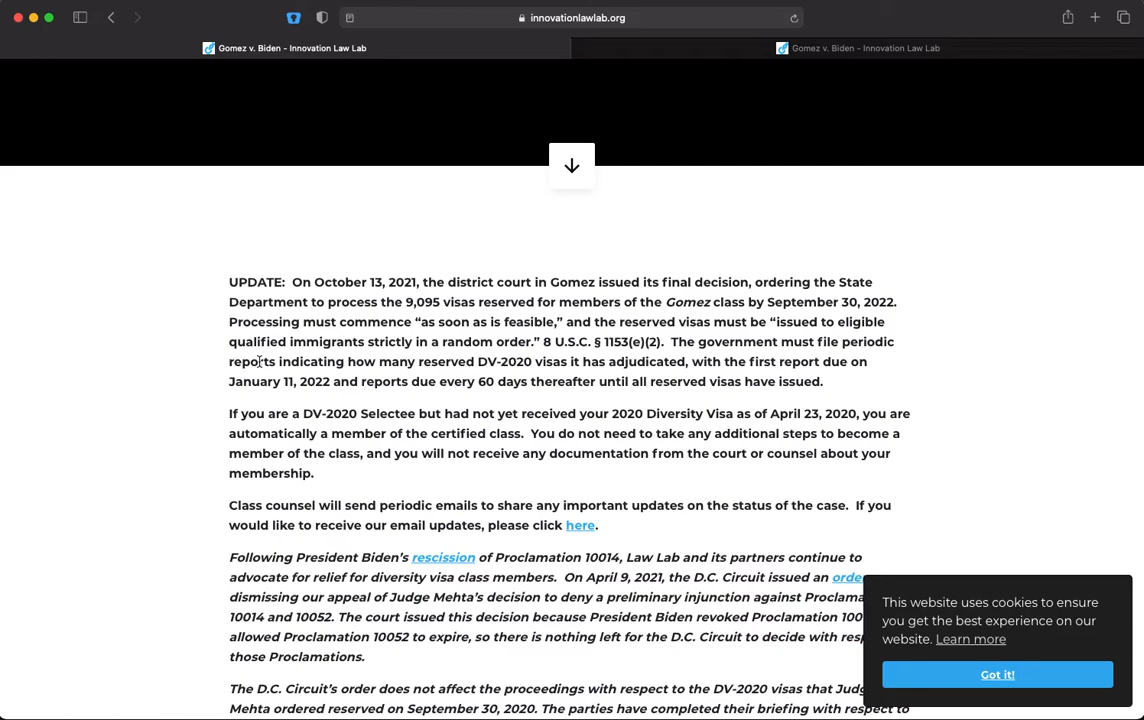 innovationlawlab.org
Gomez v. Biden - Innovation Law Lab
Gomez v. Biden - Innovation Law Lab
UPDATE:  On October 13, 2021, the district court in Gomez issued its final decision, ordering the State
Department to process the 9,095 visas reserved for members of the Gomez class by September 30, 2022.
Processing must commence “as soon as is feasible,” and the reserved visas must be “issued to eligible
qualified immigrants strictly in a random order.” 8 U.S.C. § 1153(e)(2).  The government must file periodic
reports indicating how many reserved DV-2020 visas it has adjudicated, with the first report due on
January 11, 2022 and reports due every 60 days thereafter until all reserved visas have issued.
If you are a DV-2020 Selectee but had not yet received your 2020 Diversity Visa as of April 23, 2020, you are
automatically a member of the certified class.  You do not need to take any additional steps to become a
member of the class, and you will not receive any documentation from the court or counsel about your
membership.
Class counsel will send periodic emails to share any important updates on the status of the case.  If you
would like to receive our email updates, please click here.
Following President Biden’s rescission of Proclamation 10014, Law Lab and its partners continue to
advocate for relief for diversity visa class members.  On April 9, 2021, the D.C. Circuit issued an orde
dismissing our appeal of Judge Mehta’s decision to deny a preliminary injunction against Proclama
10014 and 10052. The court issued this decision because President Biden revoked Proclamation 100
allowed Proclamation 10052 to expire, so there is nothing left for the D.C. Circuit to decide with resp
those Proclamations.
The D.C. Circuit’s order does not affect the proceedings with respect to the DV-2020 visas that Judg
Mehta ordered reserved on September 30, 2020. The parties have completed their briefing with respect to
This website uses cookies to ensure
you get the best experience on our
website. Learn more
Got it!